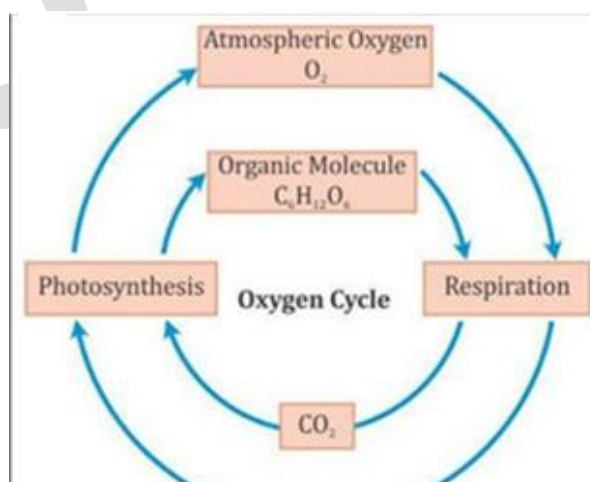 Atmospheric Oxygen
O₂
Organic Molecule
C₆H₁₂O₆
Photosynthesis
Oxygen Cycle
Respiration
CO₂